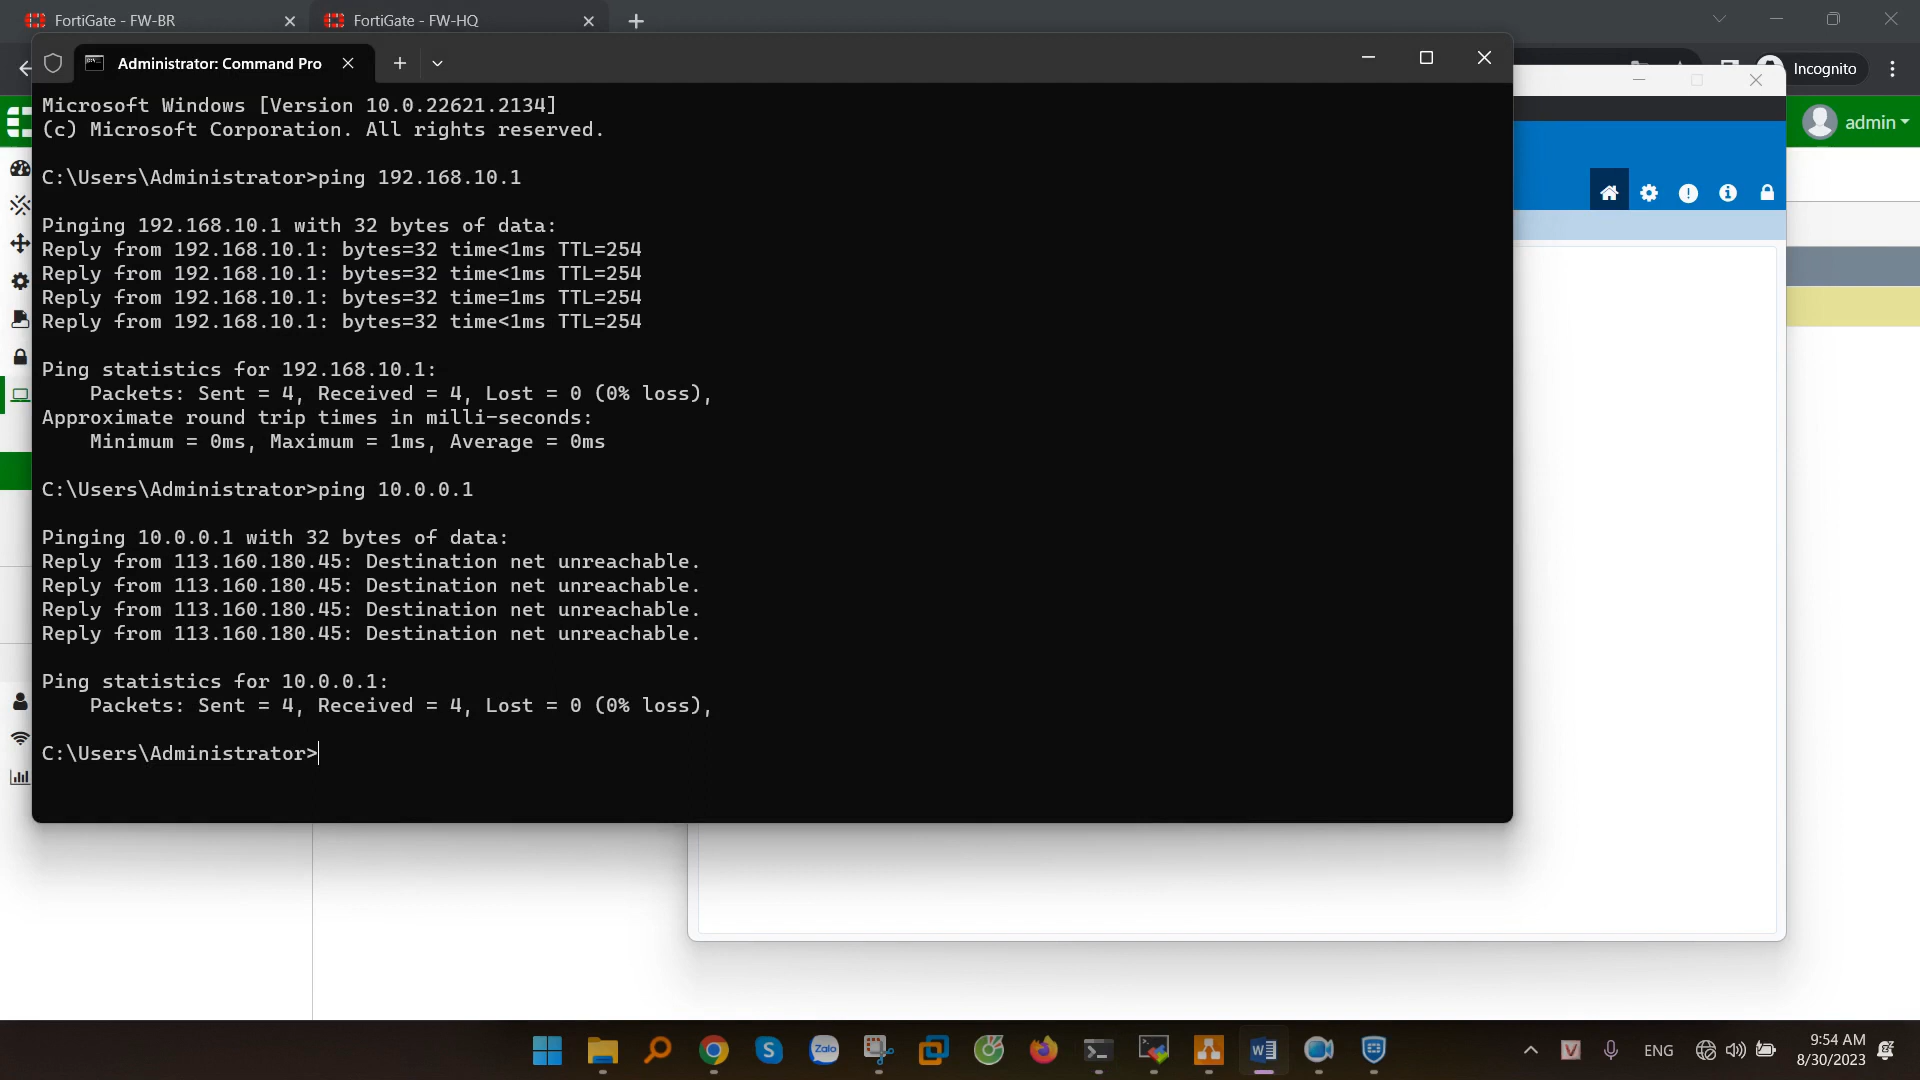 FortiGate - FW-BR
FortiGate - FW-HQ
Administrator: Command Pro
Incognito
admin
Microsoft Windows [Version 10.0.22621.2134]
(c) Microsoft Corporation. All rights reserved.
C:\Users\Administrator>ping 192.168.10.1
Pinging 192.168.10.1 with 32 bytes of data:
Reply from 192.168.10.1: bytes=32 time<1ms TTL=254
Reply from 192.168.10.1: bytes=32 time<1ms TTL=254
Reply from 192.168.10.1: bytes=32 time=1ms TTL=254
Reply from 192.168.10.1: bytes=32 time<1ms TTL=254
Ping statistics for 192.168.10.1:
Packets: Sent = 4, Received = 4, Lost = 0 (0% loss),
Approximate round trip times in milli-seconds:
Minimum = 0ms, Maximum = 1ms, Average = 0ms
C:\Users\Administrator>ping 10.0.0.1
Pinging 10.0.0.1 with 32 bytes of data:
Reply from 113.160.180.45: Destination net unreachable.
Reply from 113.160.180.45: Destination net unreachable.
Reply from 113.160.180.45: Destination net unreachable.
Reply from 113.160.180.45: Destination net unreachable.
Ping statistics for 10.0.0.1:
Packets: Sent = 4, Received = 4, Lost = 0 (0% loss),
C:\Users\Administrator>
Zalo
ENG
9:54 AM
8/30/2023